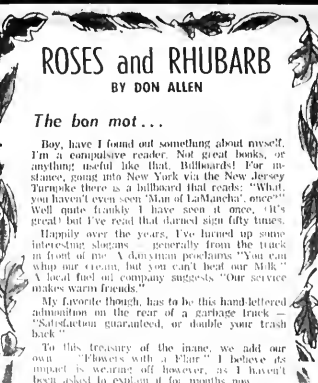 ROSES and RHUBARB
BY DON ALLEN
The bon mot...
Boy, have I found out something about myself.
I'm a compulsive reader. Not great books, or
anything useful like that. Billboards! For in-
stance, going into New York via the New Jersey
Turnpke there is a billboard that reads: "What,
you haven't even seen 'Man of LaMancha', once?"
Well quite frankly I have seen it once. (It's
great) but I've read that darned sign fifty times.
Happily over the years, I've turned up some
interesting slogans — generally from the truck
in front of me. A dairyman proclaims "You can
whip our cream, but you can't beat our Milk"
A local fuel oil company suggests "Our service
makes warm friends."
My favorite though, has to be this hand-lettered
admonition on the rear of a garbage truck —
"Satisfaction guaranteed, or double your trash
back"
To this treasury of the inane, we add our
own "Flowers with a Flair" I believe its
impact is wearing off however, as I haven't
been asked to explain it for months now